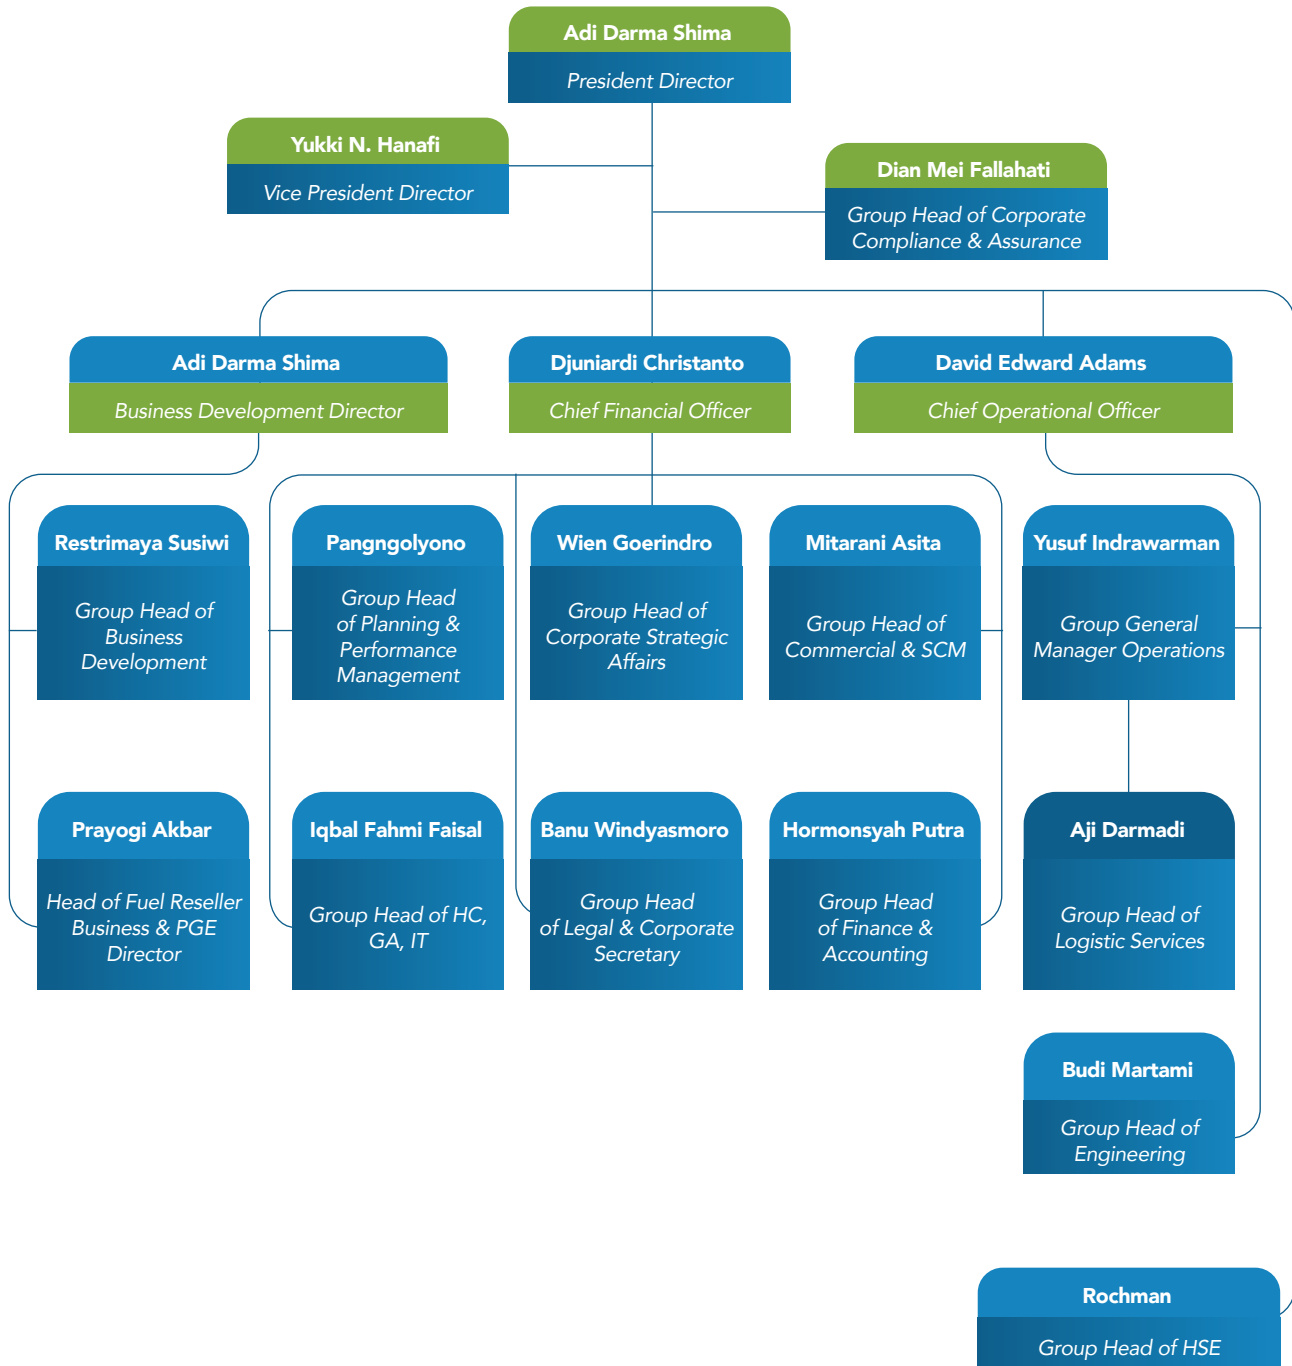 Adi Darma Shima
President Director
Yukki N. Hanafi
Vice President Director
Dian Mei Fallahati
Group Head of Corporate
Compliance & Assurance
Adi Darma Shima
Business Development Director
Djuniardi Christanto
Chief Financial Officer
David Edward Adams
Chief Operational Officer
Restrimaya Susiwi
Group Head of
Business
Development
Pangngolyono
Group Head
of Planning &
Performance
Management
Wien Goerindro
Group Head of
Corporate Strategic
Affairs
Mitarani Asita
Group Head of
Commercial & SCM
Yusuf Indrawarman
Group General
Manager Operations
Prayogi Akbar
Head of Fuel Reseller
Business & PGE
Director
Iqbal Fahmi Faisal
Group Head of HC,
GA, IT
Banu Windyasmoro
Group Head
of Legal & Corporate
Secretary
Hormonsyah Putra
Group Head
of Finance &
Accounting
Aji Darmadi
Group Head of
Logistic Services
Budi Martami
Group Head of
Engineering
Rochman
Group Head of HSE